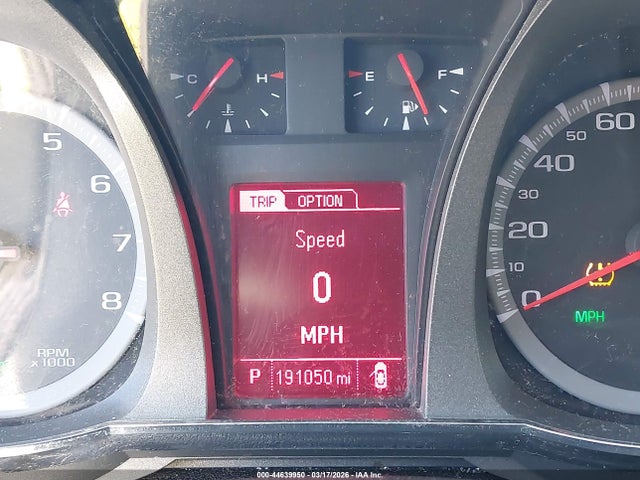 C H
E F
5
6
7
8
RPM
x1000
TRIP OPTION
Speed
0
MPH
P 191050 mi
60
50
40
30
20
10
0
MPH
000-44639950 - 03/17/2026 - IAA Inc.